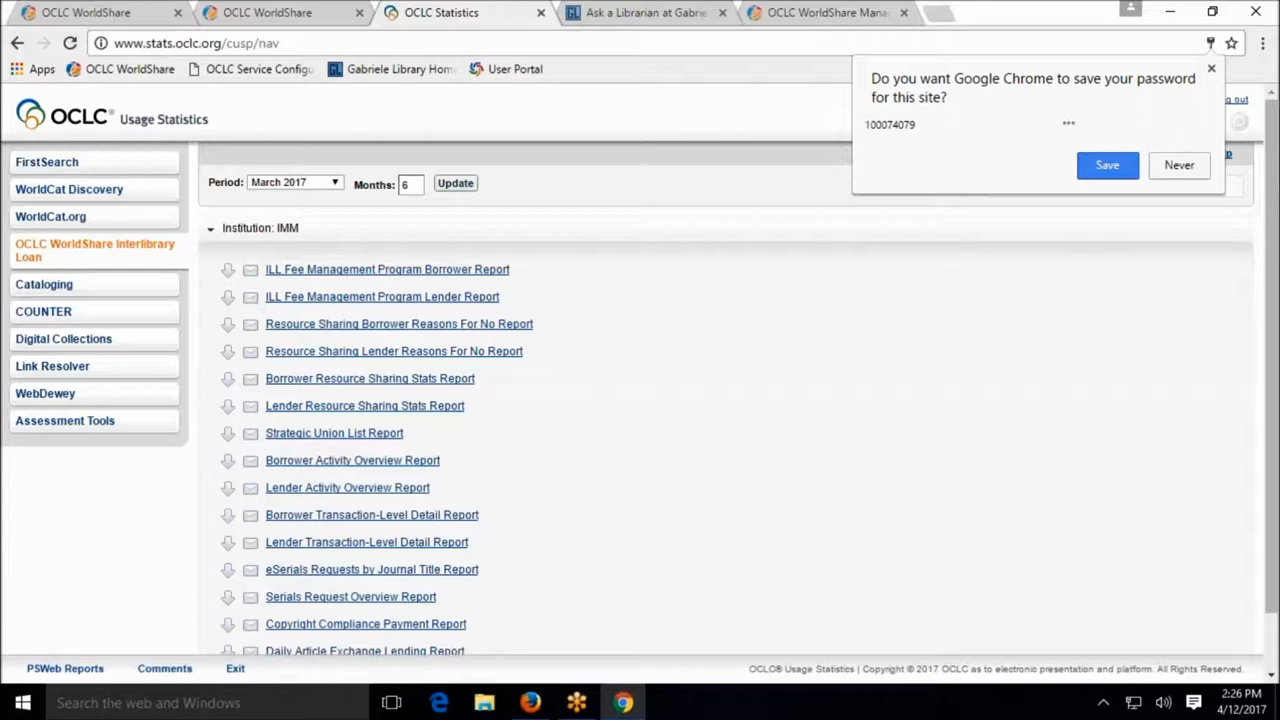 OCLC WorldShare
OCLC WorldShare
OCLC Statistics
Ask a Librarian at Gabriele
OCLC WorldShare Mana
www.stats.oclc.org/cusp/nav
Apps
OCLC WorldShare
OCLC Service Configu
Gabriele Library Home
User Portal
Do you want Google Chrome to save your password
for this site?
100074079 ***
Save
Never
OCLC® Usage Statistics
FirstSearch
WorldCat Discovery
WorldCat.org
OCLC WorldShare Interlibrary
Loan
Cataloging
COUNTER
Digital Collections
Link Resolver
WebDewey
Assessment Tools
Period: March 2017 Months: 6 Update
Institution: IMM
ILL Fee Management Program Borrower Report
ILL Fee Management Program Lender Report
Resource Sharing Borrower Reasons For No Report
Resource Sharing Lender Reasons For No Report
Borrower Resource Sharing Stats Report
Lender Resource Sharing Stats Report
Strategic Union List Report
Borrower Activity Overview Report
Lender Activity Overview Report
Borrower Transaction-Level Detail Report
Lender Transaction-Level Detail Report
eSerials Requests by Journal Title Report
Serials Request Overview Report
Copyright Compliance Payment Report
Daily Article Exchange Lending Report
PSWeb Reports
Comments
Exit
OCLC® Usage Statistics | Copyright © 2017 OCLC as to electronic presentation and platform. All Rights Reserved.
Search the web and Windows
2:26 PM
4/12/2017